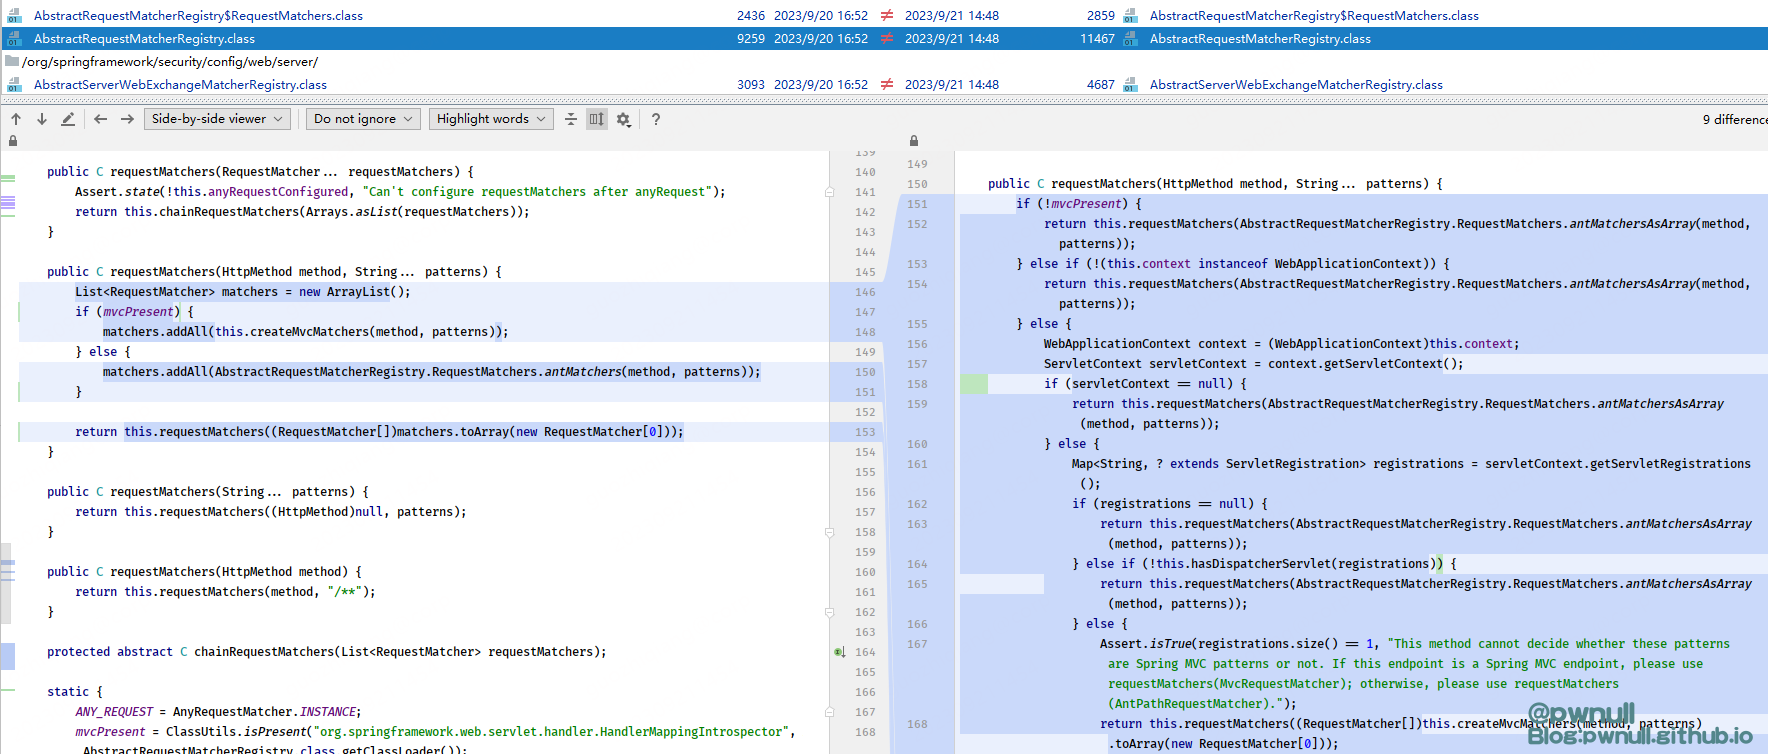 AbstractRequestMatcherRegistry$RequestMatchers.class 2436 2023/9/20 16:52 ≠ 2023/9/21 14:48 2859 AbstractRequestMatcherRegistry$RequestMatchers.class
AbstractRequestMatcherRegistry.class 9259 2023/9/20 16:52 ≠ 2023/9/21 14:48 11467 AbstractRequestMatcherRegistry.class
/org/springframework/security/config/web/server/
AbstractServerWebExchangeMatcherRegistry.class 3093 2023/9/20 16:52 ≠ 2023/9/21 14:48 4687 AbstractServerWebExchangeMatcherRegistry.class
Side-by-side viewer Do not ignore Highlight words ? 9 difference
139
public C requestMatchers(RequestMatcher... requestMatchers) { 140
Assert.state(!this.anyRequestConfigured, "Can't configure requestMatchers after anyRequest"); 141
return this.chainRequestMatchers(Arrays.asList(requestMatchers)); 142
} 143
144
public C requestMatchers(HttpMethod method, String... patterns) { 145
List<RequestMatcher> matchers = new ArrayList(); 146
if (mvcPresent) { 147
matchers.addAll(this.createMvcMatchers(method, patterns)); 148
} else { 149
matchers.addAll(AbstractRequestMatcherRegistry.RequestMatchers.antMatchers(method, patterns)); 150
} 151
152
return this.requestMatchers((RequestMatcher[])matchers.toArray(new RequestMatcher[0])); 153
} 154
155
public C requestMatchers(String... patterns) { 156
return this.requestMatchers((HttpMethod)null, patterns); 157
} 158
159
public C requestMatchers(HttpMethod method) { 160
return this.requestMatchers(method, "/**"); 161
} 162
163
protected abstract C chainRequestMatchers(List<RequestMatcher> requestMatchers); 164
165
static { 166
ANY_REQUEST = AnyRequestMatcher.INSTANCE; 167
mvcPresent = ClassUtils.isPresent("org.springframework.web.servlet.handler.HandlerMappingIntrospector", 168
AbstractRequestMatcherRegistry.class.getClassLoader());
149
150 public C requestMatchers(HttpMethod method, String... patterns) {
151 if (!mvcPresent) {
152 return this.requestMatchers(AbstractRequestMatcherRegistry.RequestMatchers.antMatchersAsArray(method,
patterns));
153 } else if (!(this.context instanceof WebApplicationContext)) {
154 return this.requestMatchers(AbstractRequestMatcherRegistry.RequestMatchers.antMatchersAsArray(method,
patterns));
155 } else {
156 WebApplicationContext context = (WebApplicationContext)this.context;
157 ServletContext servletContext = context.getServletContext();
158 if (servletContext == null) {
159 return this.requestMatchers(AbstractRequestMatcherRegistry.RequestMatchers.antMatchersAsArray
(method, patterns));
160 } else {
161 Map<String, ? extends ServletRegistration> registrations = servletContext.getServletRegistrations
();
162 if (registrations == null) {
163 return this.requestMatchers(AbstractRequestMatcherRegistry.RequestMatchers.antMatchersAsArray
(method, patterns));
164 } else if (!this.hasDispatcherServlet(registrations)) {
165 return this.requestMatchers(AbstractRequestMatcherRegistry.RequestMatchers.antMatchersAsArray
(method, patterns));
166 } else {
167 Assert.isTrue(registrations.size() == 1, "This method cannot decide whether these patterns
are Spring MVC patterns or not. If this endpoint is a Spring MVC endpoint, please use
requestMatchers(MvcRequestMatcher); otherwise, please use requestMatchers
(AntPathRequestMatcher).");
168 return this.requestMatchers((RequestMatcher[])this.createMvcMatchers(method, patterns)
.toArray(new RequestMatcher[0]));
@pwnull
Blog:pwnull.github.io